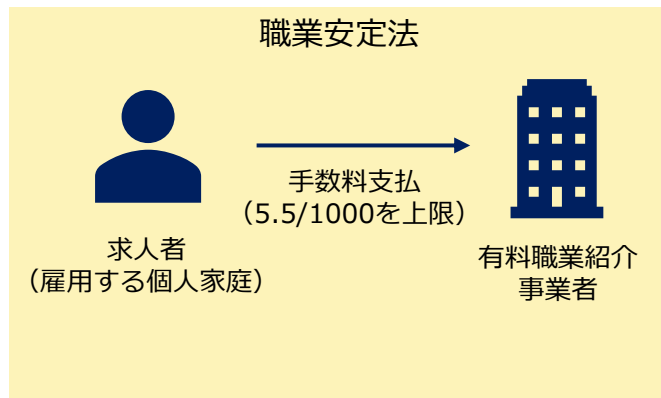 職業安定法
手数料支払
（5.5/1000を上限）
求人者
（雇用する個人家庭）
有料職業紹介
事業者